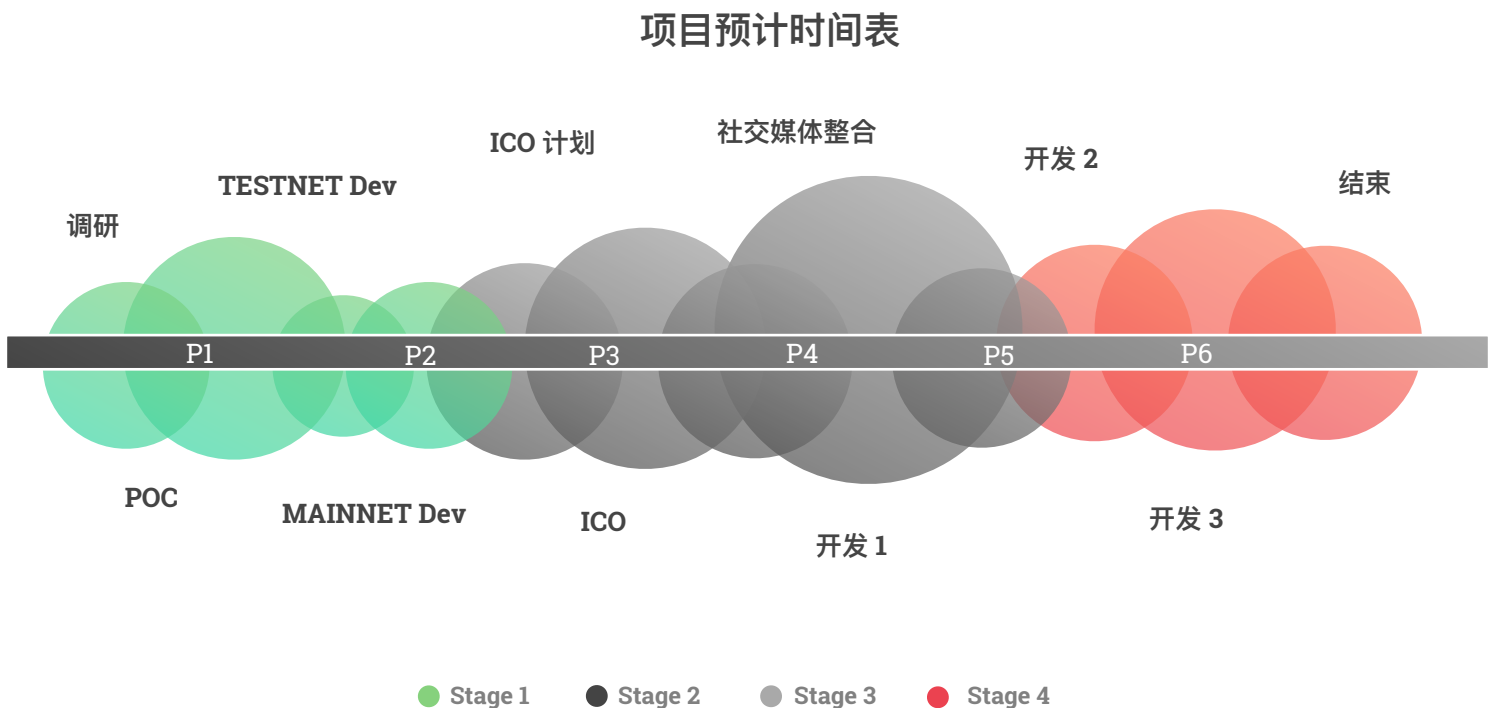 项目预计时间表
社交媒体整合
ICO 计划
开发 2
TESTNET Dev
结束
调研
P1
P2
P3
P4
P5
P6
POC
MAINNET Dev
ICO
开发 3
开发 1
Stage 1
Stage 2
Stage 3
Stage 4